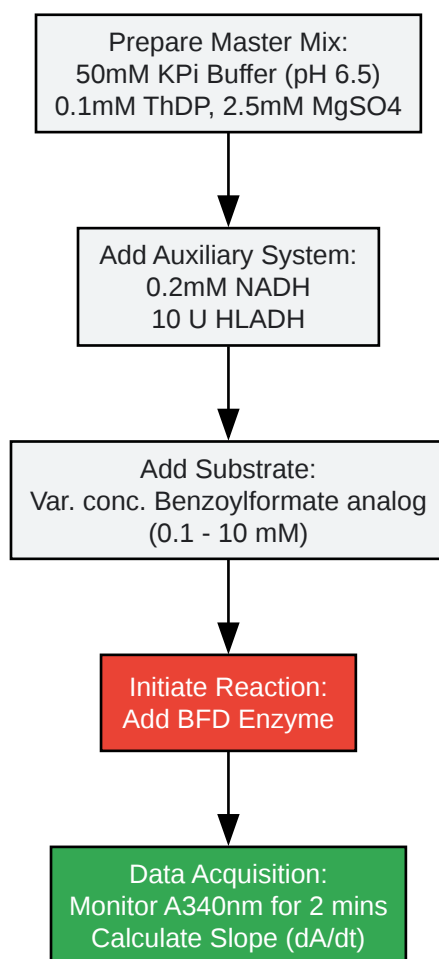 Prepare Master Mix:
50mM KPi Buffer (pH 6.5)
0.1mM ThDP, 2.5mM MgSO4
Add Auxiliary System:
0.2mM NADH
10 U HLADH
Add Substrate:
Var. conc. Benzoylformate analog
(0.1 - 10 mM)
Initiate Reaction:
Add BFD Enzyme
Data Acquisition:
Monitor A340nm for 2 mins
Calculate Slope (dA/dt)